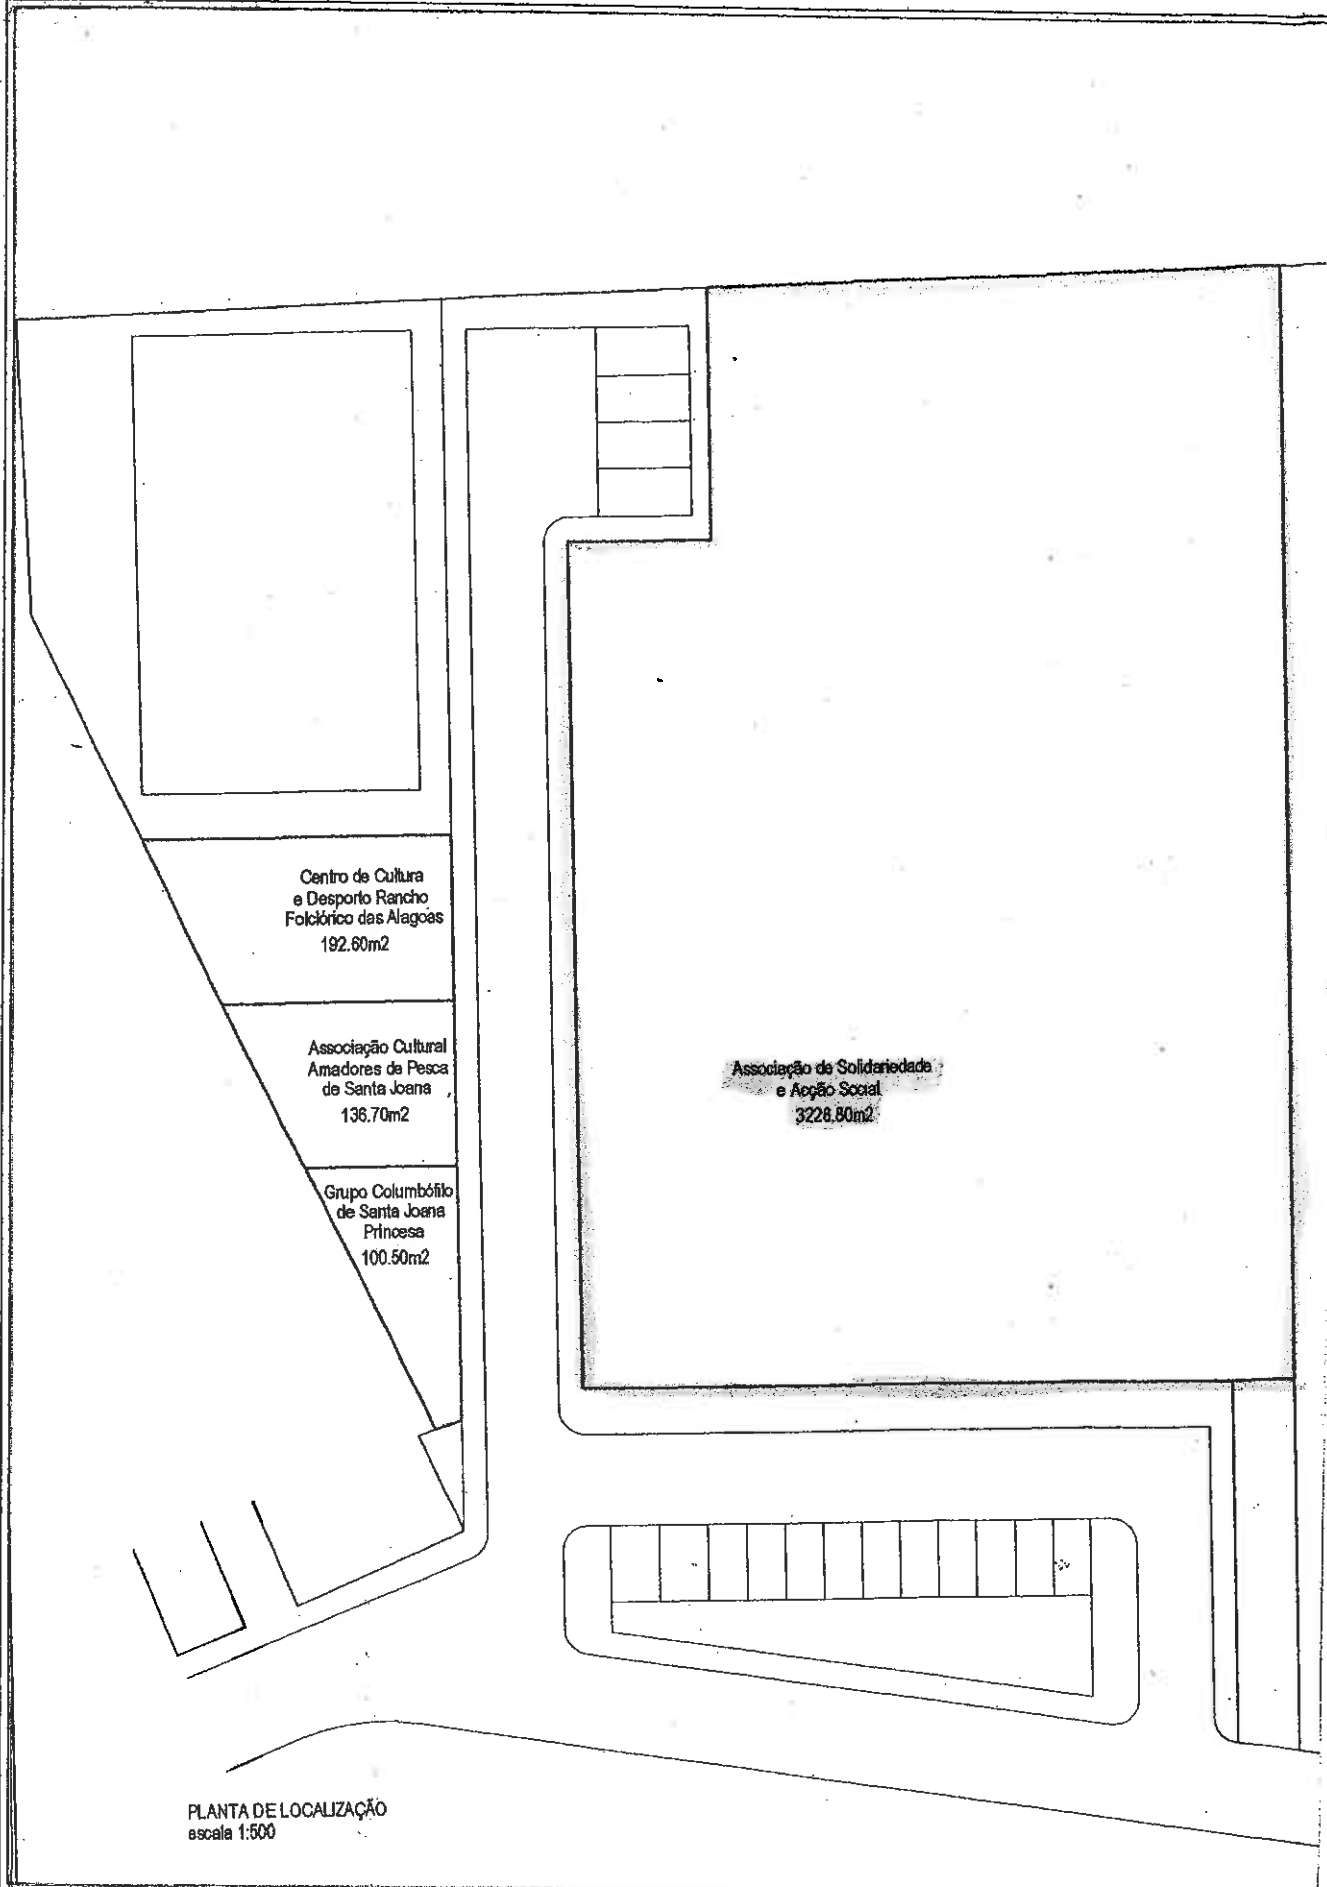 Centro de Cultura
e Desporto Rancho
Folclórico das Alagoas
192.60m2
Associação Cultural
Amadores de Pesca
de Santa Joana
136.70m2
Associação de Solidariedade
e Acção Social
3228.80m2
Grupo Columbófilo
de Santa Joana
Princesa
100.50m2
PLANTA DE LOCALIZAÇÃO
escala 1:500